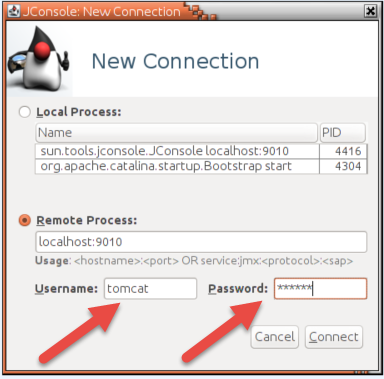 JConsole: New Connection
New Connection
Local Process:
Name PID
sun.tools.jconsole.JConsole localhost:9010 4416
org.apache.catalina.startup.Bootstrap start 4304
Remote Process:
localhost:9010
Usage: <hostname>:<port> OR service:jmx:<protocol>:<sap>
Username: tomcat Password: ******
Cancel Connect